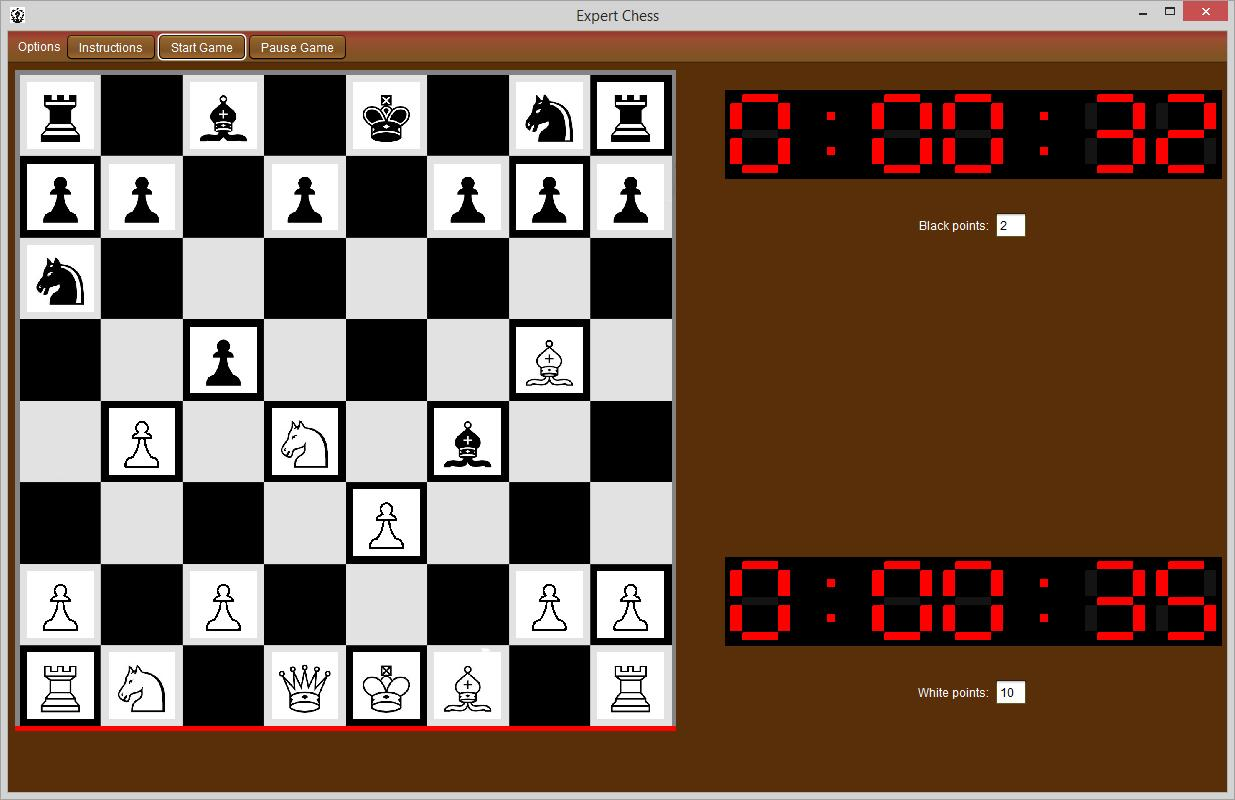 Expert Chess
Options Instructions Start Game Pause Game
0:00:32
Black points: 2
0:00:35
White points: 10